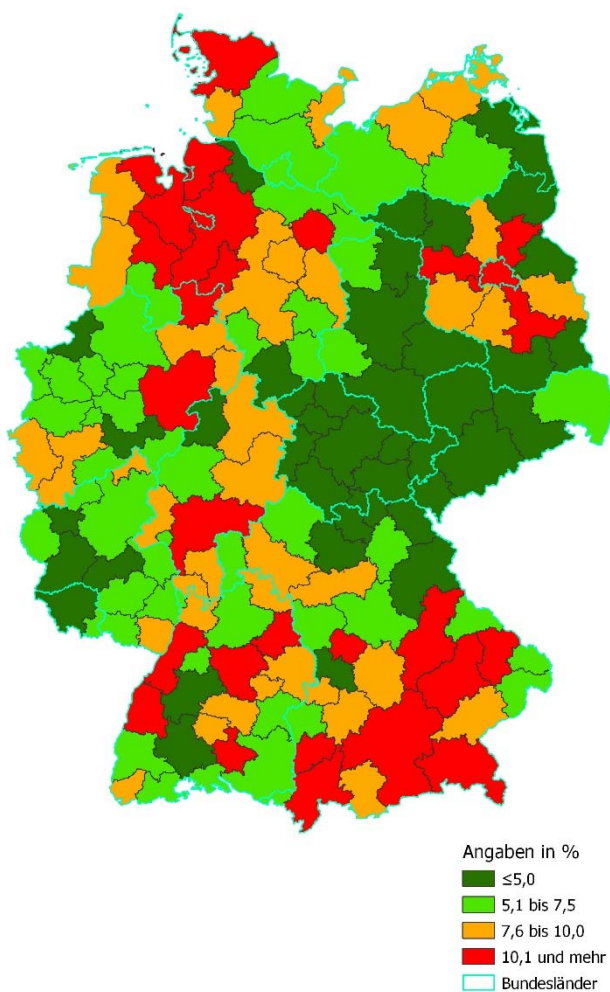 Angaben in %
≤5,0
5,1 bis 7,5
7,6 bis 10,0
10,1 und mehr
Bundesländer